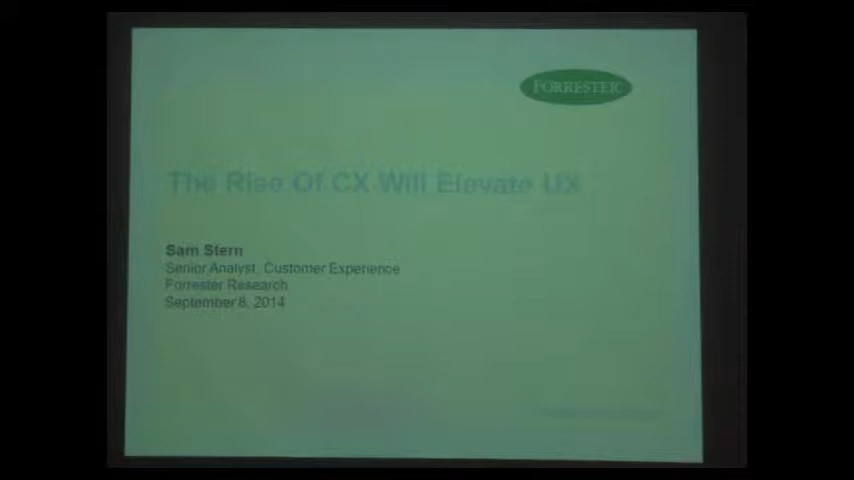 FORRESTER
The Rise Of CX Will Elevate UX
Sam Stern
Senior Analyst, Customer Experience
Forrester Research
September 8, 2014